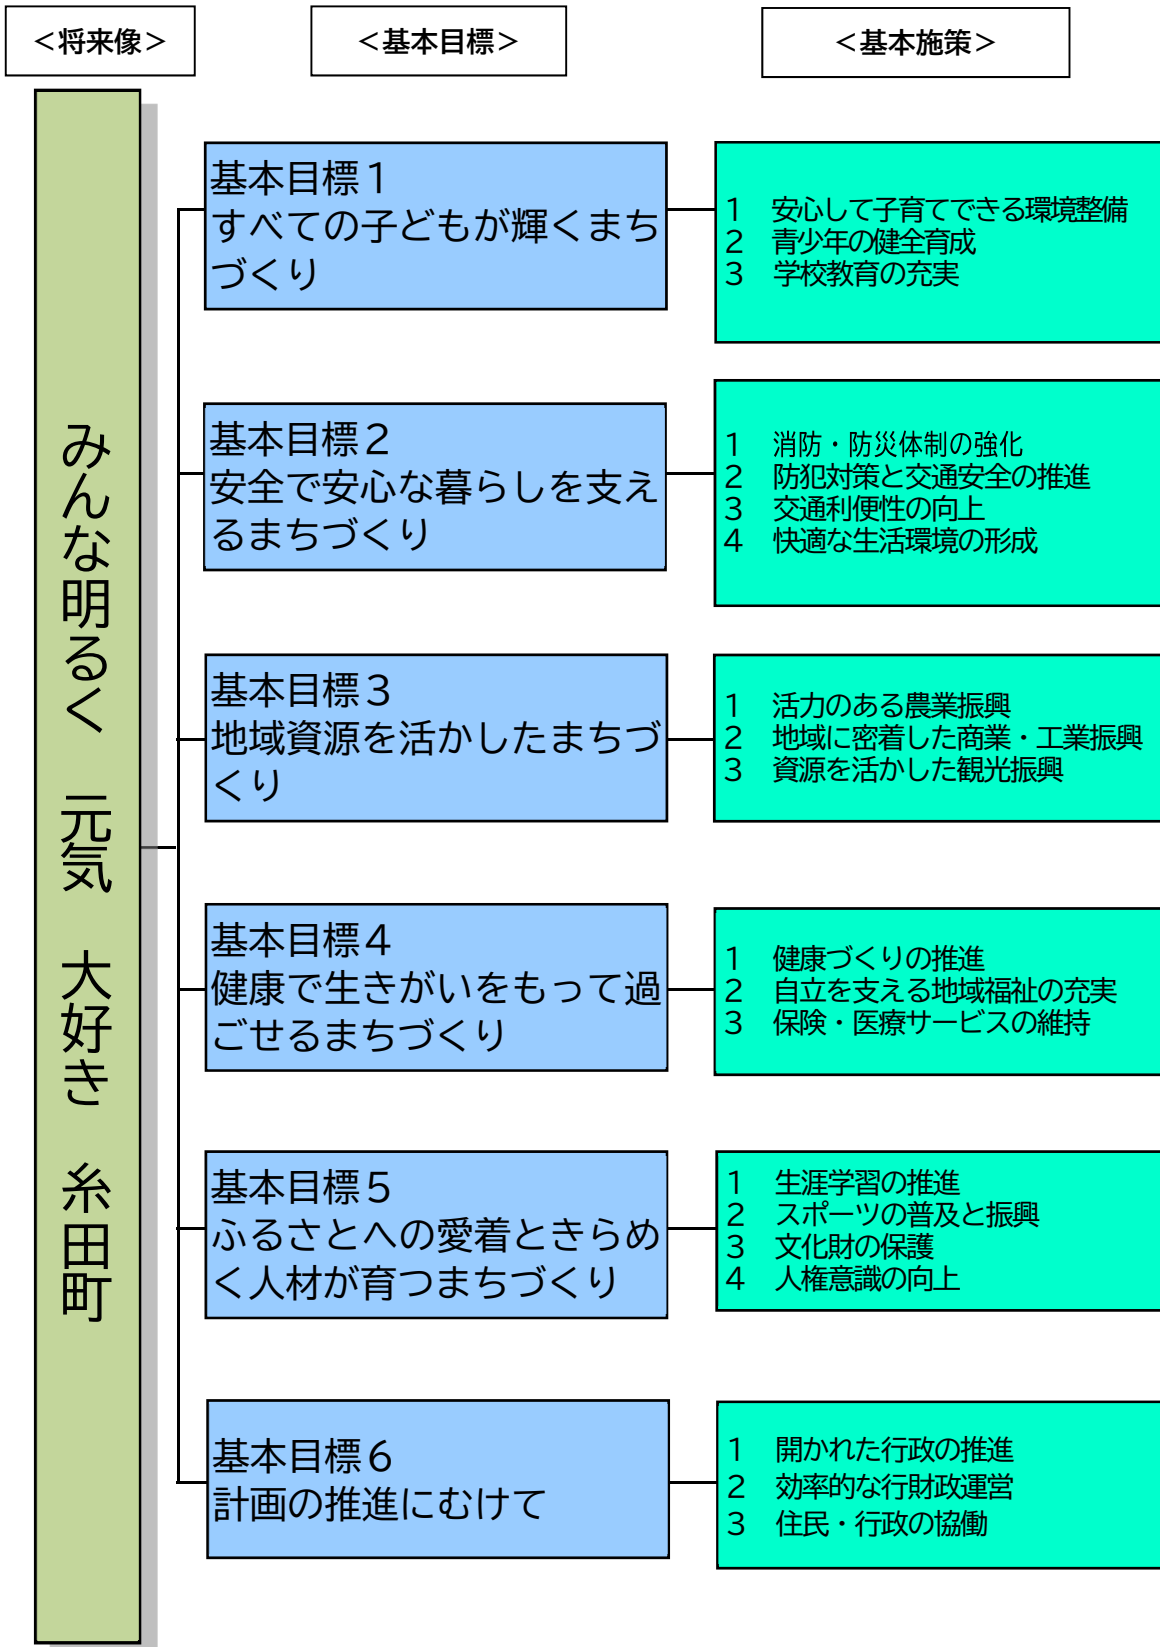 ＜将来像＞
＜基本目標＞
＜基本施策＞
みんな明るく　元気　大好き　糸田町
基本目標１
すべての子どもが輝くまち
づくり
１　安心して子育てできる環境整備
２　青少年の健全育成
３　学校教育の充実
基本目標２
安全で安心な暮らしを支え
るまちづくり
１　消防・防災体制の強化
２　防犯対策と交通安全の推進
３　交通利便性の向上
４　快適な生活環境の形成
基本目標３
地域資源を活かしたまちづ
くり
１　活力のある農業振興
２　地域に密着した商業・工業振興
３　資源を活かした観光振興
基本目標４
健康で生きがいをもって過
ごせるまちづくり
１　健康づくりの推進
２　自立を支える地域福祉の充実
３　保険・医療サービスの維持
基本目標５
ふるさとへの愛着ときらめ
く人材が育つまちづくり
１　生涯学習の推進
２　スポーツの普及と振興
３　文化財の保護
４　人権意識の向上
基本目標６
計画の推進にむけて
１　開かれた行政の推進
２　効率的な行財政運営
３　住民・行政の協働